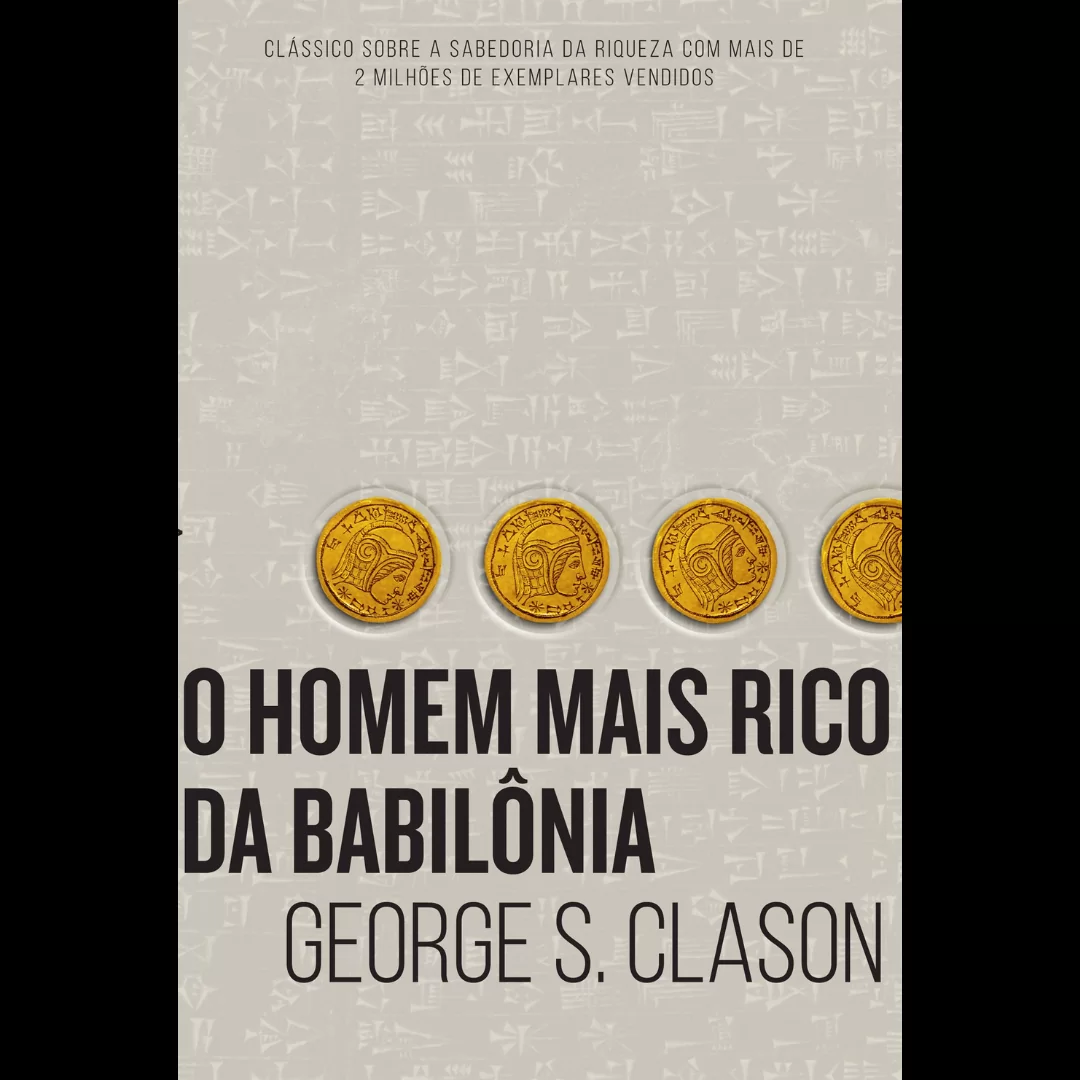 CLÁSSICO SOBRE A SABEDORIA DA RIQUEZA COM MAIS DE
2 MILHÕES DE EXEMPLARES VENDIDOS
O HOMEM MAIS RICO
DA BABILÔNIA
GEORGE S. CLASON